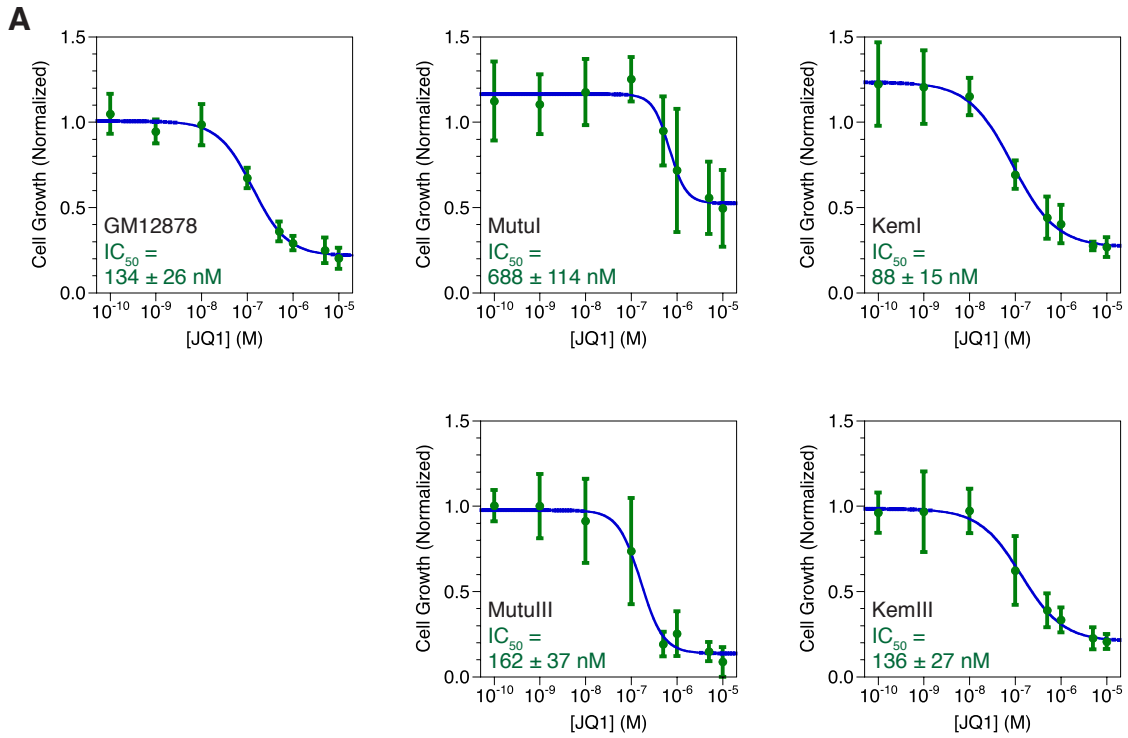 A
1.5
1.0
0.5
0.0
Cell Growth (Normalized)
GM12878
IC50 =
134 ± 26 nM
10-10 10-9 10-8 10-7 10-6 10-5
[JQ1] (M)
1.5
1.0
0.5
0.0
Cell Growth (Normalized)
MutuI
IC50 =
688 ± 114 nM
10-10 10-9 10-8 10-7 10-6 10-5
[JQ1] (M)
1.5
1.0
0.5
0.0
Cell Growth (Normalized)
KemI
IC50 =
88 ± 15 nM
10-10 10-9 10-8 10-7 10-6 10-5
[JQ1] (M)
1.5
1.0
0.5
0.0
Cell Growth (Normalized)
MutuIII
IC50 =
162 ± 37 nM
10-10 10-9 10-8 10-7 10-6 10-5
[JQ1] (M)
1.5
1.0
0.5
0.0
Cell Growth (Normalized)
KemIII
IC50 =
136 ± 27 nM
10-10 10-9 10-8 10-7 10-6 10-5
[JQ1] (M)